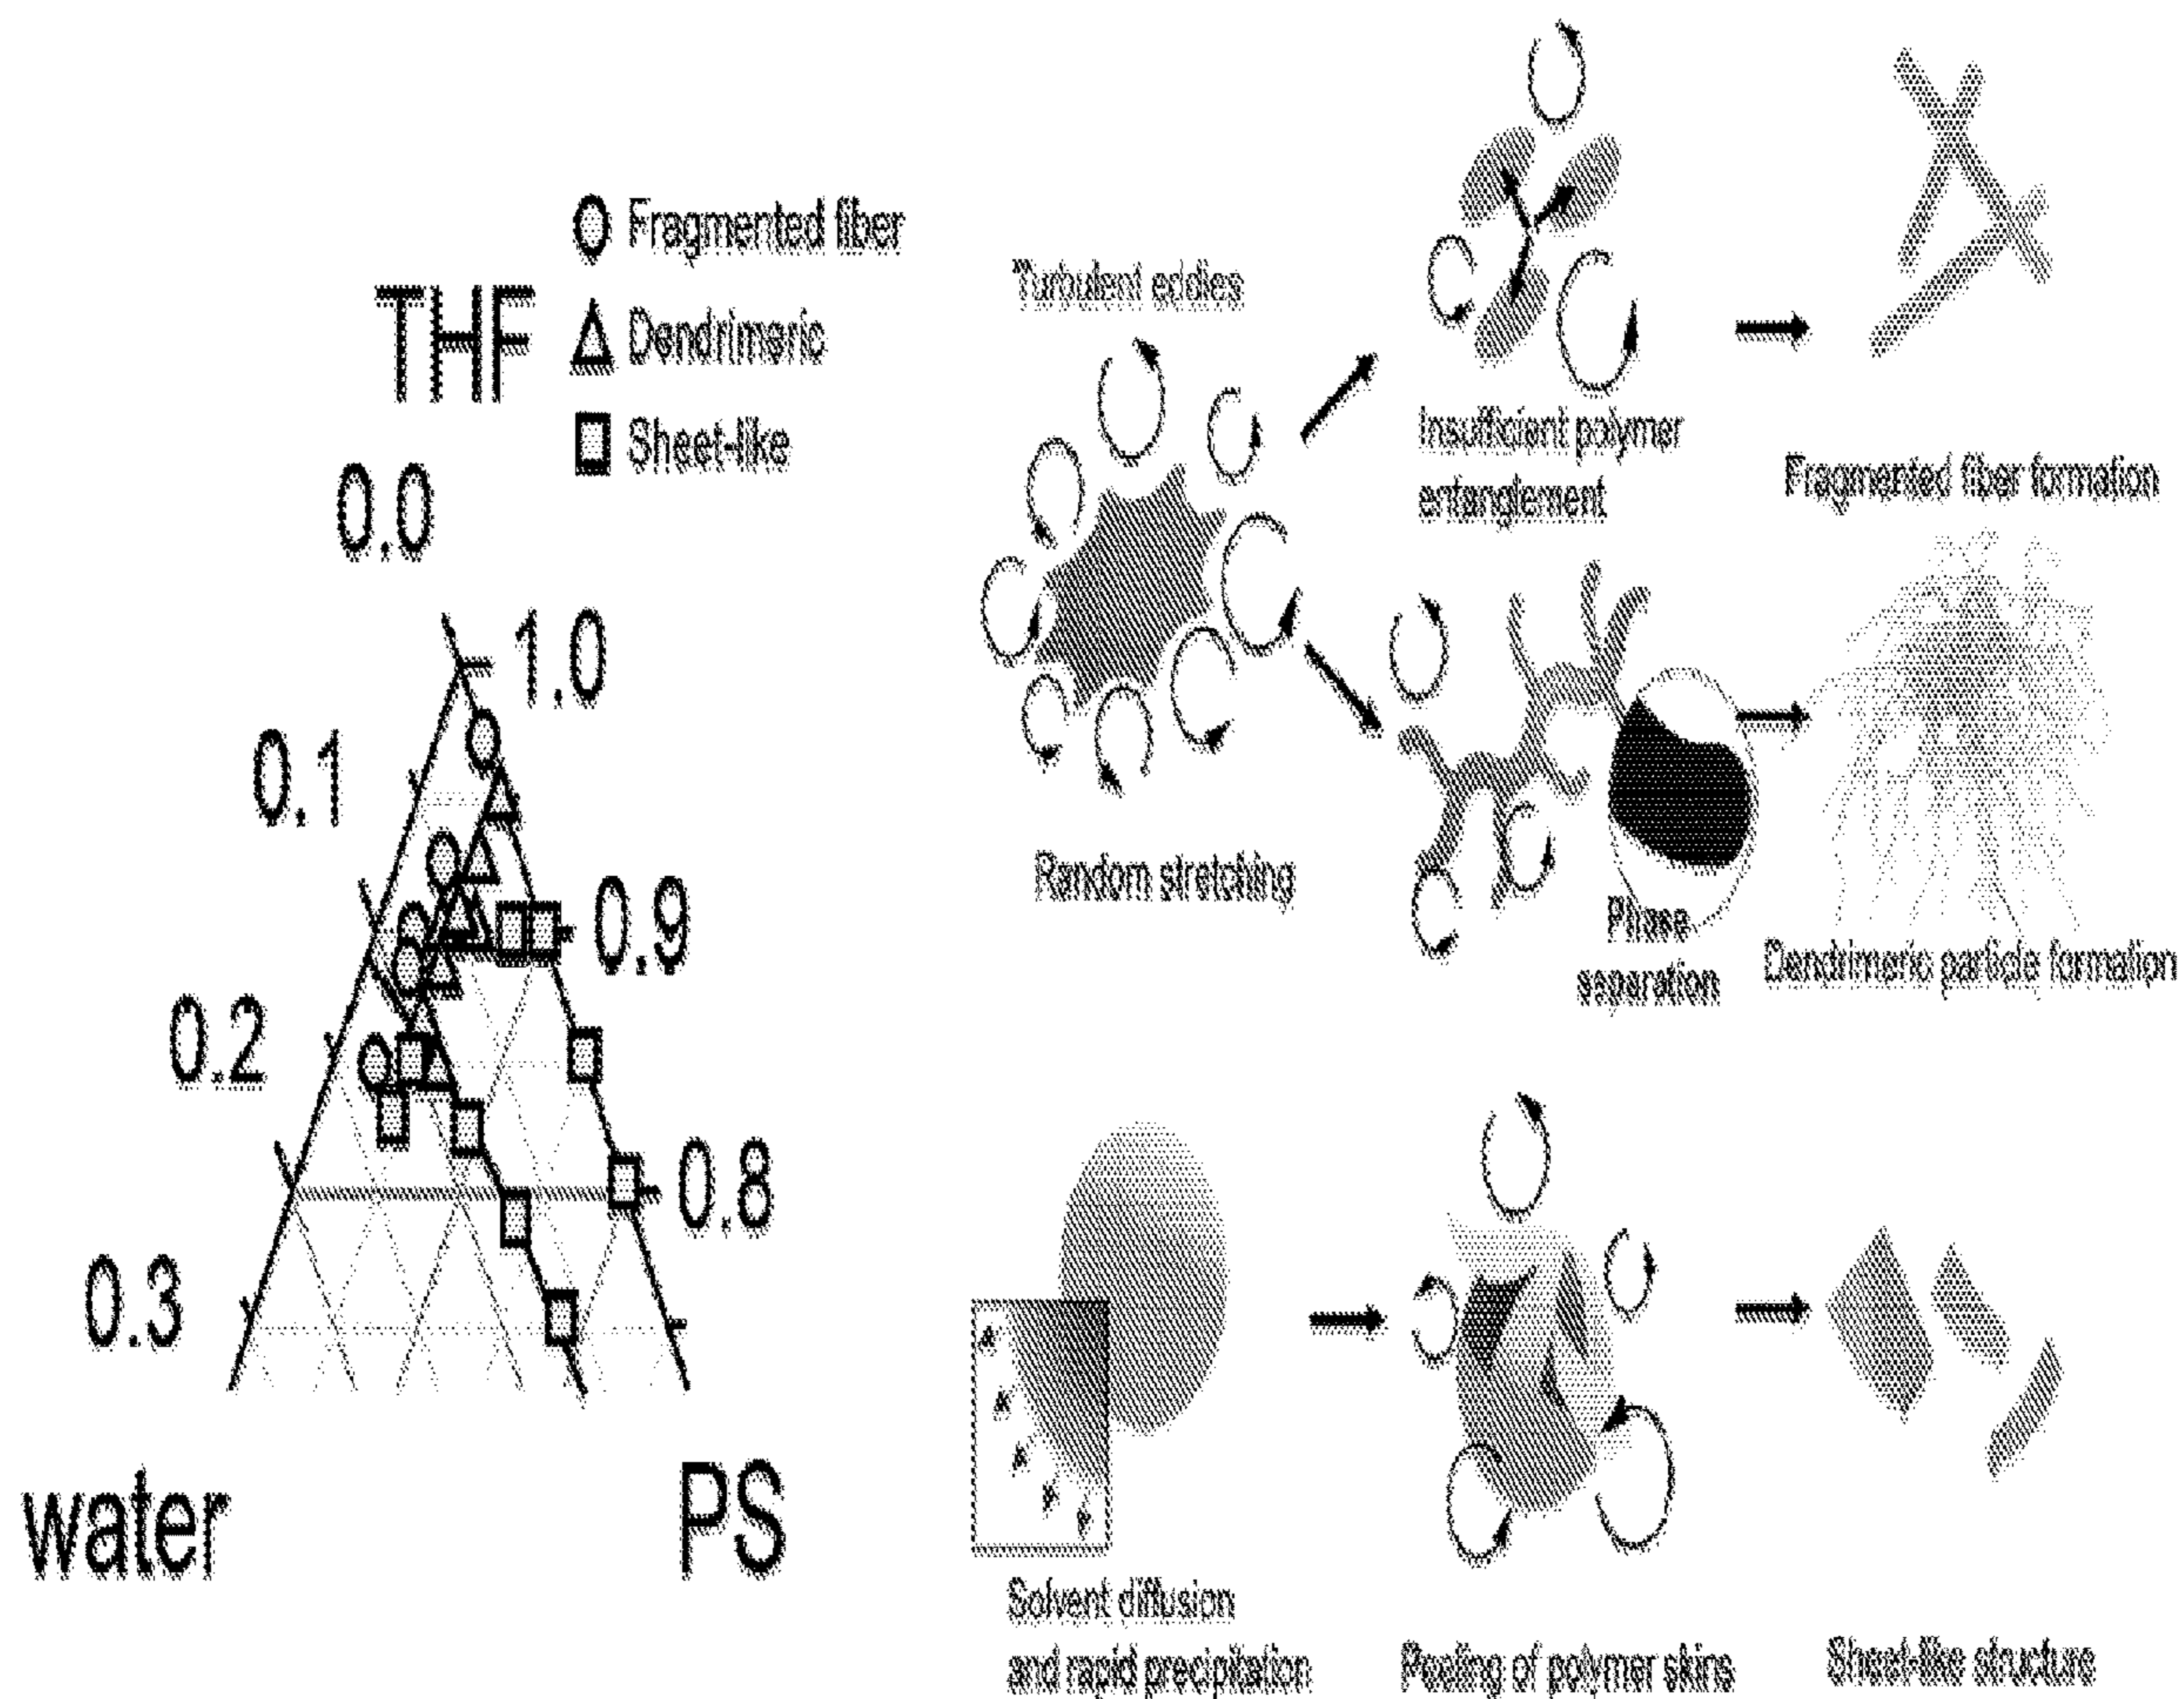 THF
Fragmented fiber
Dendrimeric
Sheet-like
0.0
1.0
0.1
0.9
0.2
0.8
0.3
water
PS
Turbulent eddies
Random stretching
Insufficient polymer
entanglement
Fragmented fiber formation
Phase
separation
Dendrimeric particle formation
Solvent diffusion
and rapid precipitation
Peeling of polymer skins
Sheet-like structure